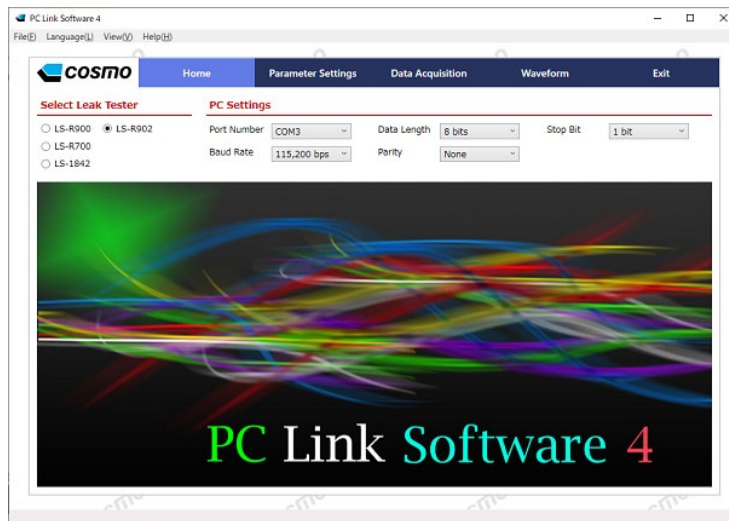 PC Link Software 4
File(F) Language(L) View(V) Help(H)
COSMO Home Parameter Settings Data Acquisition Waveform Exit
Select Leak Tester PC Settings
LS-R900 LS-R902 Port Number COM3 Data Length 8 bits Stop Bit 1 bit
LS-R700 Baud Rate 115,200 bps Parity None
LS-1842
PC Link Software 4